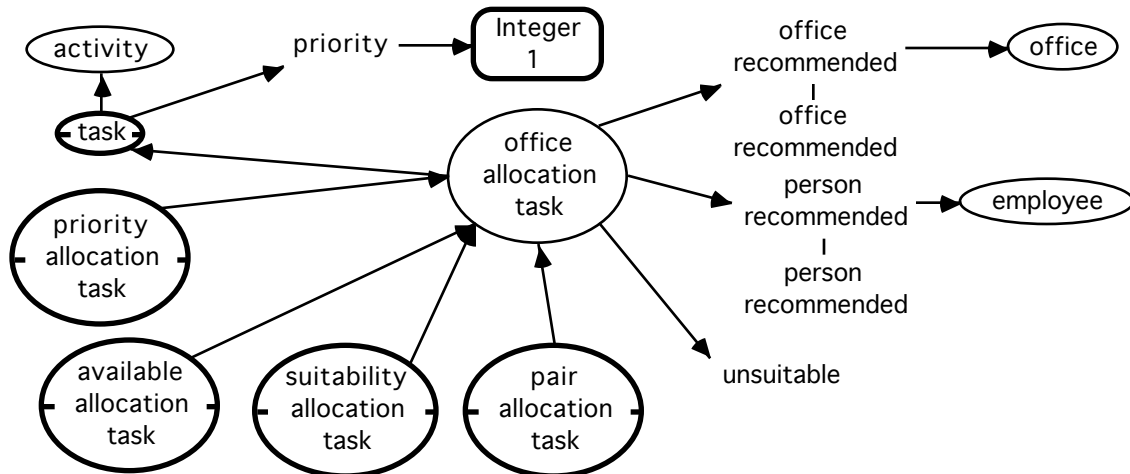 activity
priority
Integer
1
office
recommended
office
office
recommended
task
office
allocation
task
person
recommended
employee
person
recommended
priority
allocation
task
available
allocation
task
suitability
allocation
task
pair
allocation
task
unsuitable